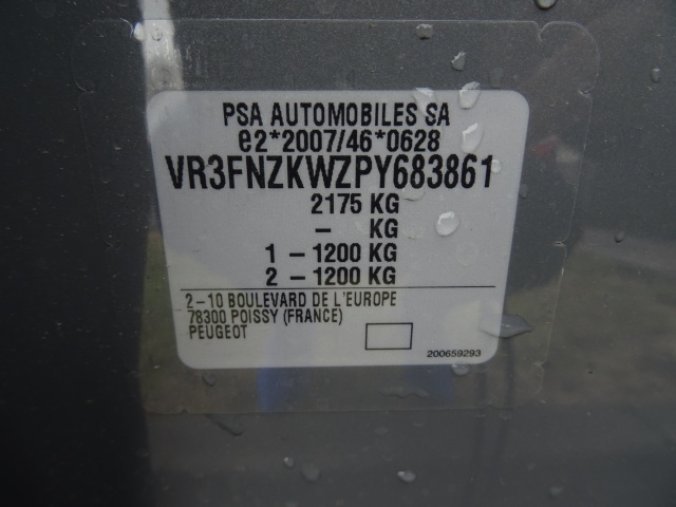 PSA AUTOMOBILES SA
e2*2007/46*0628
VR3FNZKWZPY683861
2175 KG
– KG
1 – 1200 KG
2 – 1200 KG
2 – 10 BOULEVARD DE L'EUROPE
78300 POISSY (FRANCE)
PEUGEOT
200659293